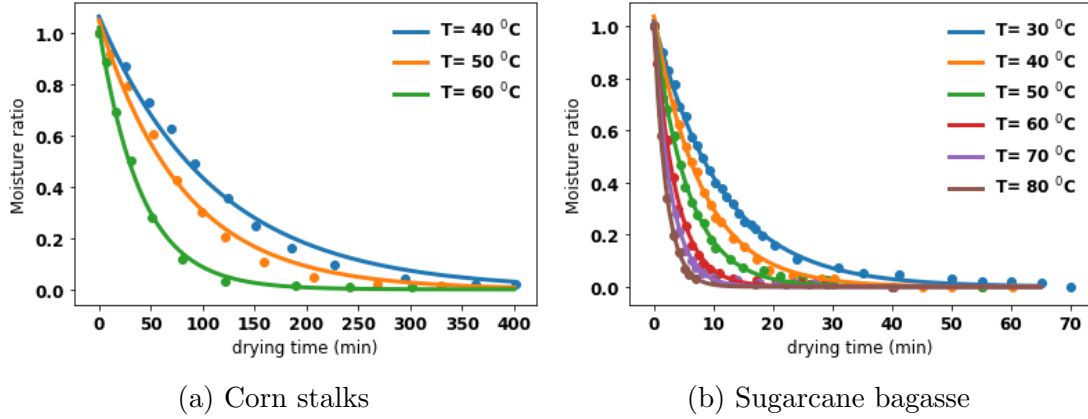 1.0
0.8
0.6
0.4
0.2
0.0
Moisture ratio
T= 40 ⁰C
T= 50 ⁰C
T= 60 ⁰C
0 50 100 150 200 250 300 350 400
drying time (min)
(a) Corn stalks
1.0
0.8
0.6
0.4
0.2
0.0
Moisture ratio
T= 30 ⁰C
T= 40 ⁰C
T= 50 ⁰C
T= 60 ⁰C
T= 70 ⁰C
T= 80 ⁰C
0 10 20 30 40 50 60 70
drying time (min)
(b) Sugarcane bagasse